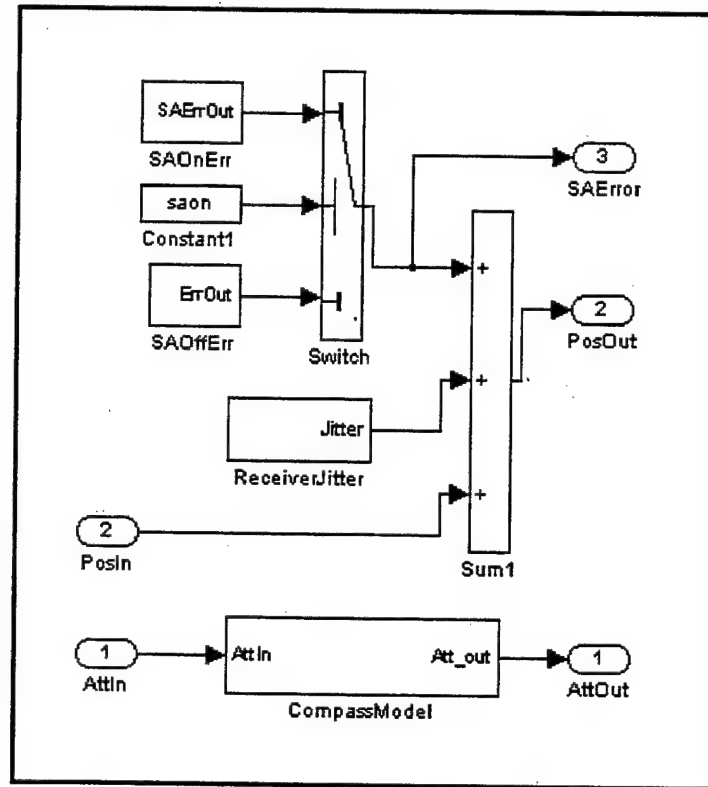 SAErrOut
SAOnErr
saon
Constant1
ErrOut
SAOffErr
Switch
3
SAError
+
2
PosOut
Jitter
+
ReceiverJitter
2
PosIn
+
Sum1
1
AttIn
AttIn
Att_out
CompassModel
1
AttOut